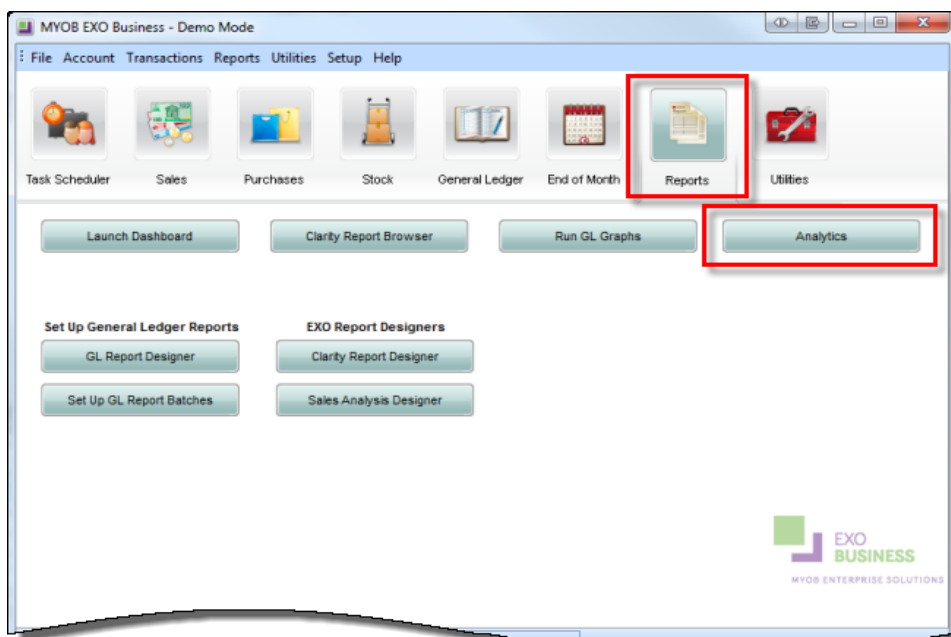 MYOB EXO Business - Demo Mode
File Account Transactions Reports Utilities Setup Help
Task Scheduler Sales Purchases Stock General Ledger End of Month Reports Utilities
Launch Dashboard Clarity Report Browser Run GL Graphs Analytics
Set Up General Ledger Reports EXO Report Designers
GL Report Designer Clarity Report Designer
Set Up GL Report Batches Sales Analysis Designer
EXO
BUSINESS
MYOB ENTERPRISE SOLUTIONS